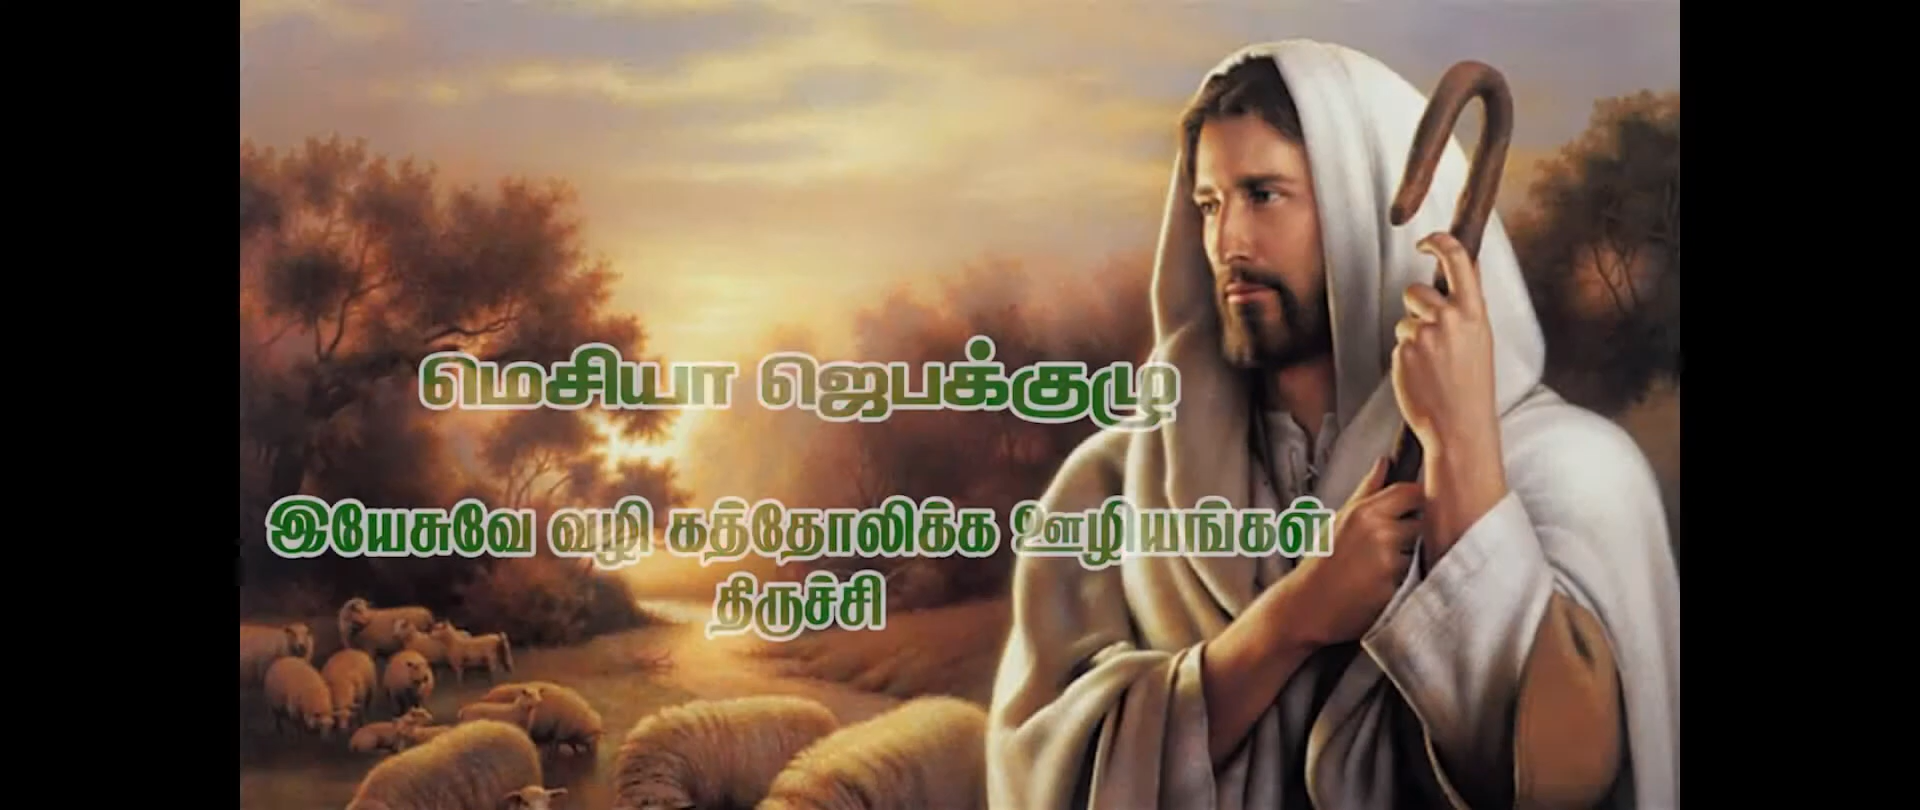 மெசியா ஜெபக்குழு
இயேசுவே வழி கத்தோலிக்க ஊழியங்கள்
திருச்சி